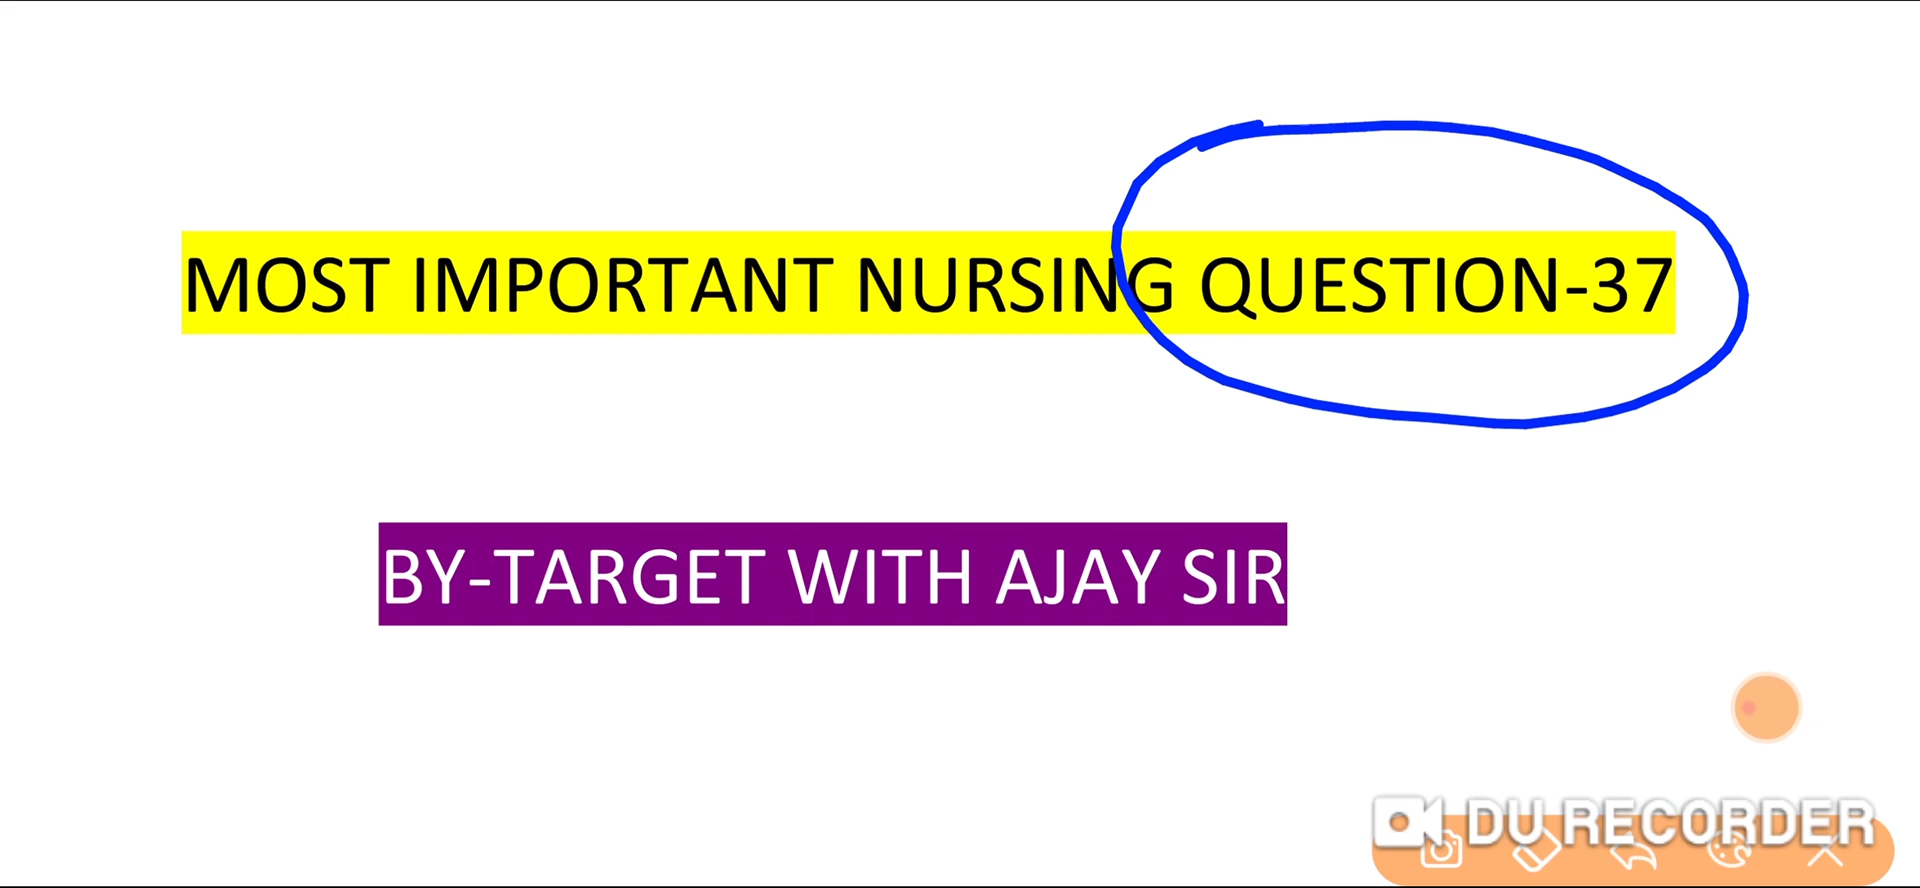 MOST IMPORTANT NURSING QUESTION-37
BY-TARGET WITH AJAY SIR
DU RECORDER